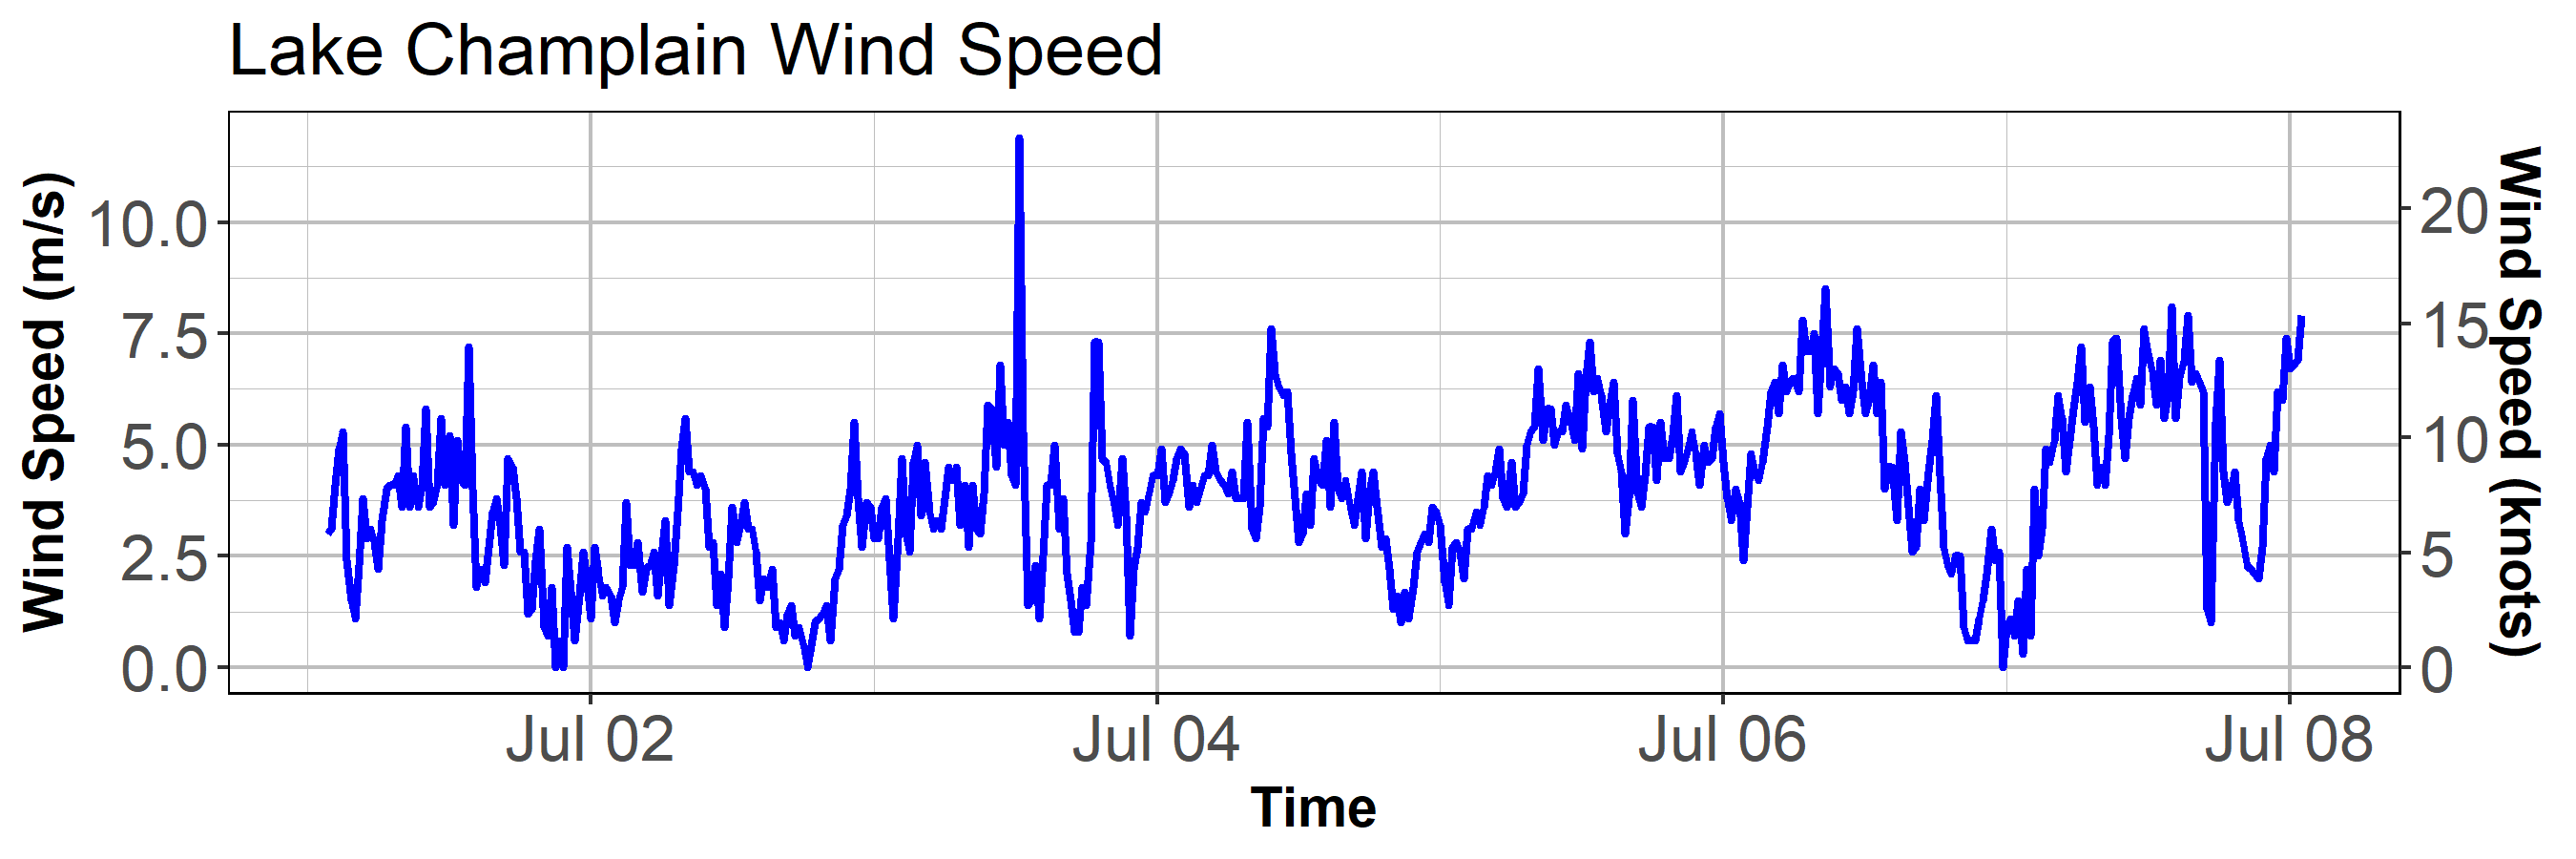 Lake Champlain Wind Speed
Wind Speed (m/s)
10.0
7.5
5.0
2.5
0.0
20
15
10
5
0
Wind Speed (knots)
Jul 02
Jul 04
Jul 06
Jul 08
Time